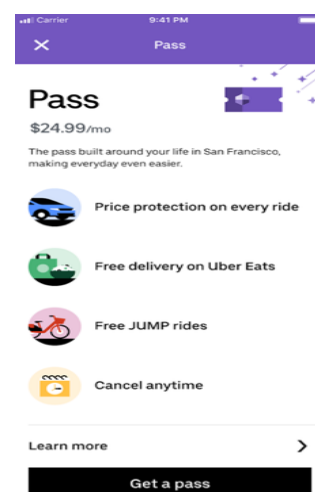 Carrier 9:41 PM
Pass
Pass
$24.99/mo
The pass built around your life in San Francisco,
making everyday even easier.
Price protection on every ride
Free delivery on Uber Eats
Free JUMP rides
Cancel anytime
Learn more
Get a pass